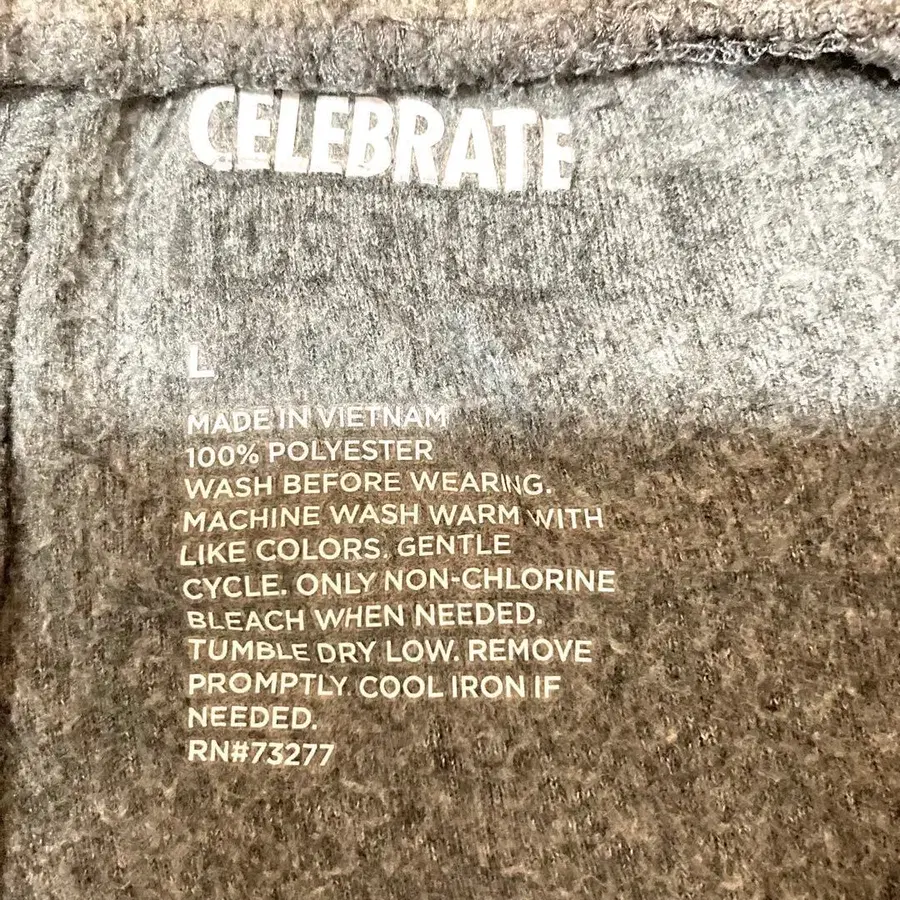 CELEBRATE
L
MADE IN VIETNAM
100% POLYESTER
WASH BEFORE WEARING.
MACHINE WASH WARM WITH
LIKE COLORS. GENTLE
CYCLE. ONLY NON-CHLORINE
BLEACH WHEN NEEDED.
TUMBLE DRY LOW. REMOVE
PROMPTLY. COOL IRON IF
NEEDED.
RN#73277